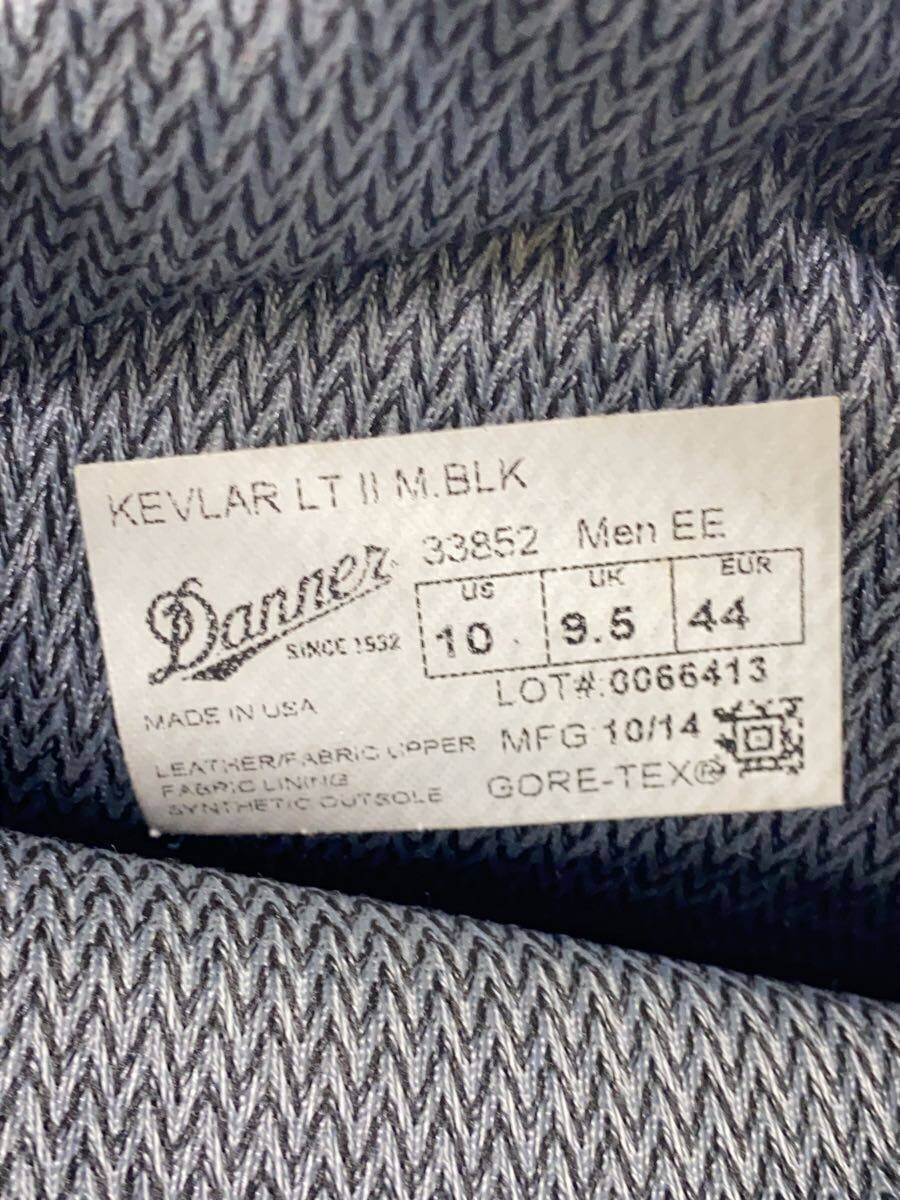 KEVLAR LT II M.BLK
33852 Men EE
Danner
SINCE 1932
US UK EUR
10 9.5 44
LOT#:0066413
MADE IN USA
MFG 10/14
LEATHER/FABRIC UPPER
FABRIC LINING
SYNTHETIC OUTSOLE
GORE-TEX®